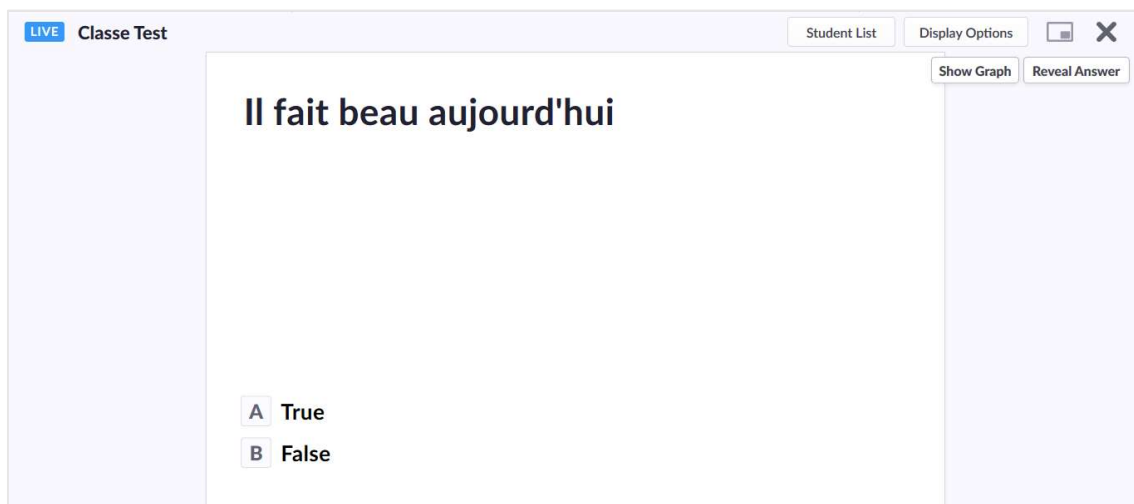 LIVE Classe Test Student List Display Options
Show Graph Reveal Answer
Il fait beau aujourd'hui
A True
B False